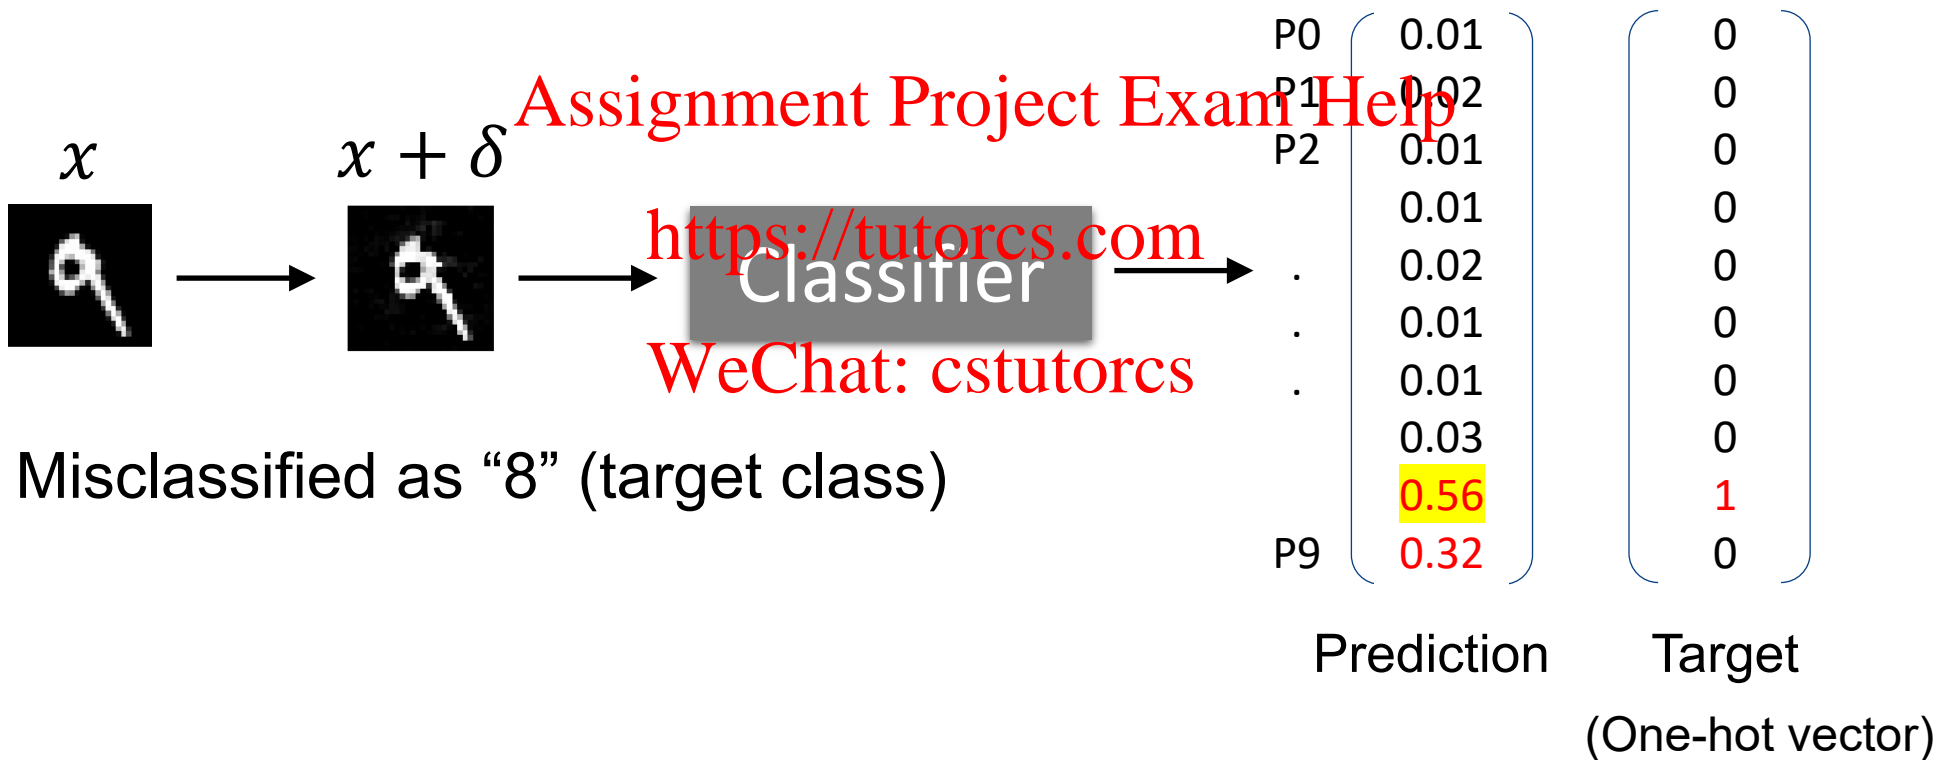 x
x + δ
Assignment Project Exam Help
https://tutorcs.com
Classifier
WeChat: cstutorcs
Misclassified as “8” (target class)
P0 0.01 0
P1 0.02 0
P2 0.01 0
0.01 0
. 0.02 0
. 0.01 0
. 0.01 0
0.03 0
0.56 1
P9 0.32 0
Prediction Target
(One-hot vector)